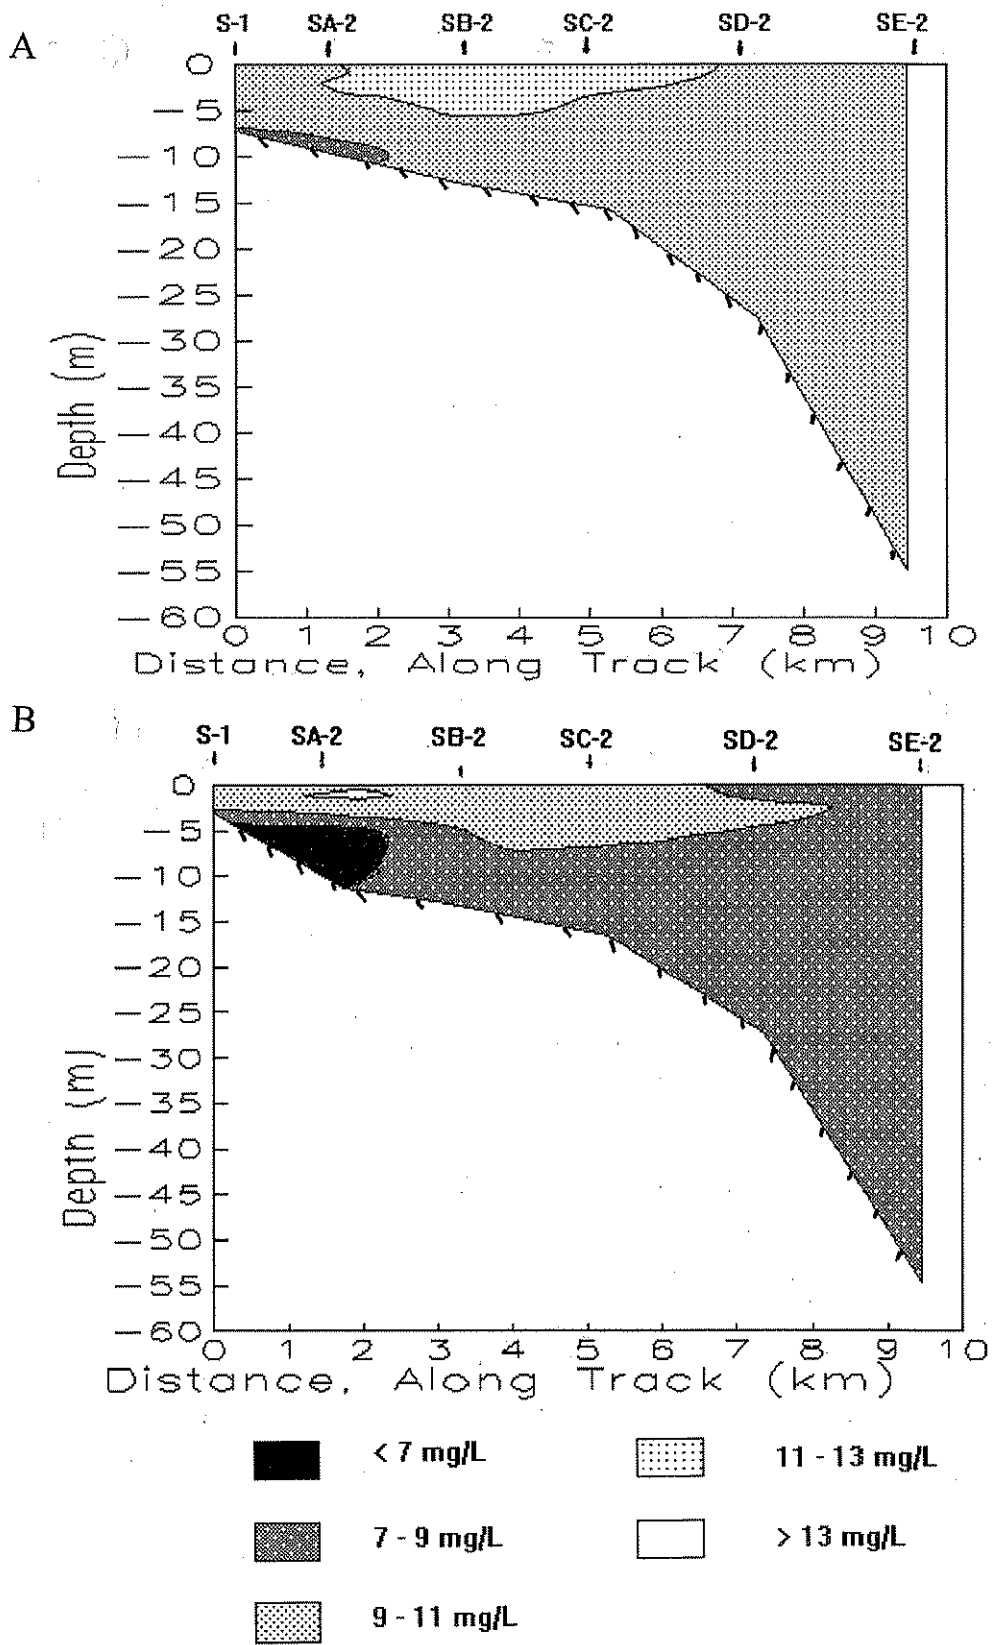 A
S-1 SA-2 SB-2 SC-2 SD-2 SE-2
0
-5
-10
-15
-20
-25
-30
-35
-40
-45
-50
-55
-60
Depth (m)
0 1 2 3 4 5 6 7 8 9 10
Distance, Along Track (km)
B
S-1 SA-2 SB-2 SC-2 SD-2 SE-2
0
-5
-10
-15
-20
-25
-30
-35
-40
-45
-50
-55
-60
Depth (m)
0 1 2 3 4 5 6 7 8 9 10
Distance, Along Track (km)
< 7 mg/L 11 - 13 mg/L
7 - 9 mg/L > 13 mg/L
9 - 11 mg/L